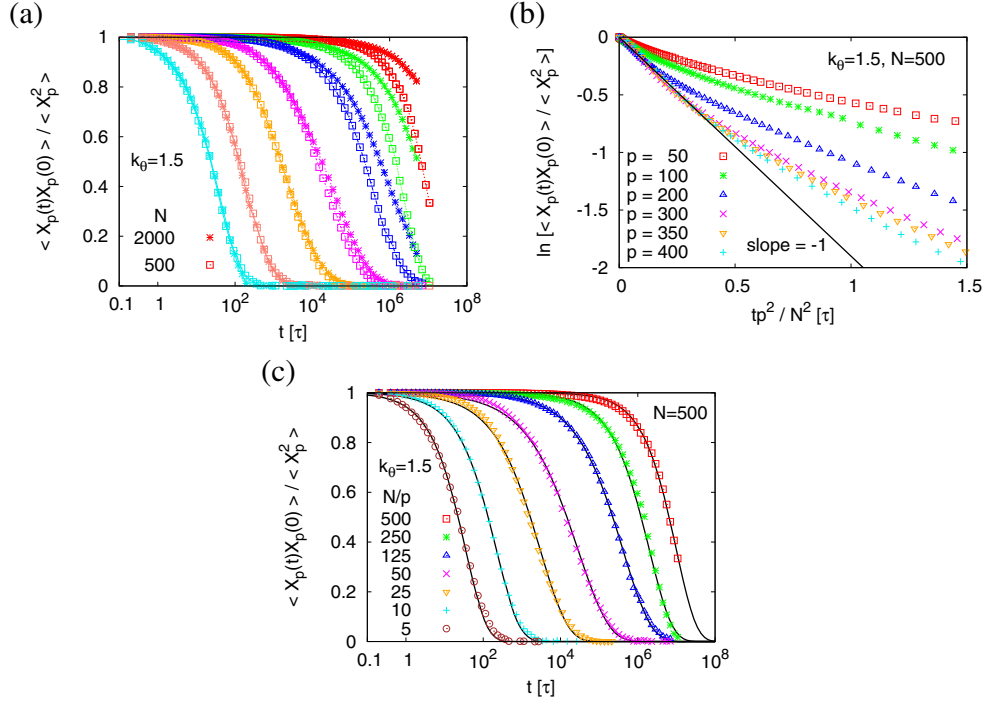 (a)
< X_p(t)X_p(0) > / < X_p^2 >
1
0.8
0.6
0.4
0.2
0
k_θ=1.5
N
2000
500
0.1 1 10^2 10^4 10^6 10^8
t [τ]
(b)
ln [< X_p(t)X_p(0) > / < X_p^2 >]
0
-0.5
-1
-1.5
-2
k_θ=1.5, N=500
p = 50
p = 100
p = 200
p = 300
p = 350
p = 400
slope = -1
0 0.5 1 1.5
tp^2 / N^2 [τ]
(c)
< X_p(t)X_p(0) > / < X_p^2 >
1
0.8
0.6
0.4
0.2
0
N=500
k_θ=1.5
N/p
500
250
125
50
25
10
5
0.1 1 10^2 10^4 10^6 10^8
t [τ]